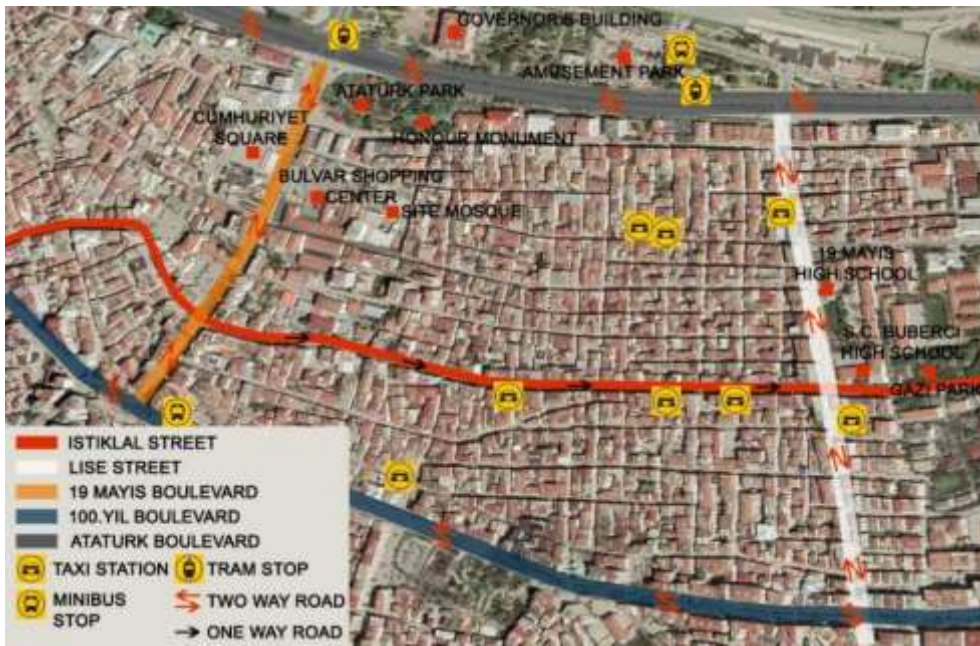 GOVERNOR'S BUILDING
AMUSEMENT PARK
ATATURK PARK
CUMHURIYET
SQUARE
HONOUR MONUMENT
BULVAR SHOPPING
CENTER
SITE MOSQUE
19 MAYIS
HIGH SCHOOL
S.C. BUBERCI
HIGH SCHOOL
GAZI PARK
ISTIKLAL STREET
LISE STREET
19 MAYIS BOULEVARD
100.YIL BOULEVARD
ATATURK BOULEVARD
TAXI STATION
TRAM STOP
MINIBUS
STOP
TWO WAY ROAD
ONE WAY ROAD